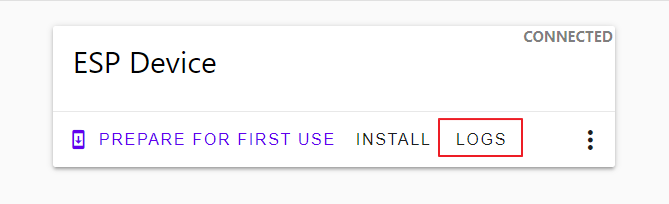 CONNECTED
ESP Device
PREPARE FOR FIRST USE INSTALL LOGS